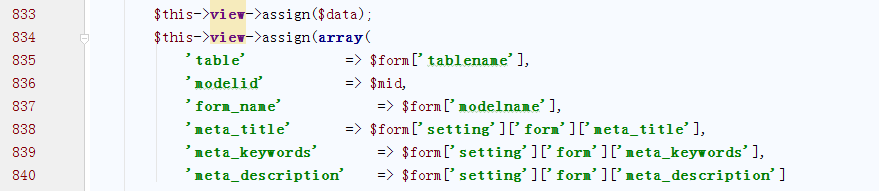 833 $this->view->assign($data);
834 $this->view->assign(array(
835 'table' => $form['tablename'],
836 'modelid' => $mid,
837 'form_name' => $form['modelname'],
838 'meta_title' => $form['setting']['form']['meta_title'],
839 'meta_keywords' => $form['setting']['form']['meta_keywords'],
840 'meta_description' => $form['setting']['form']['meta_description']